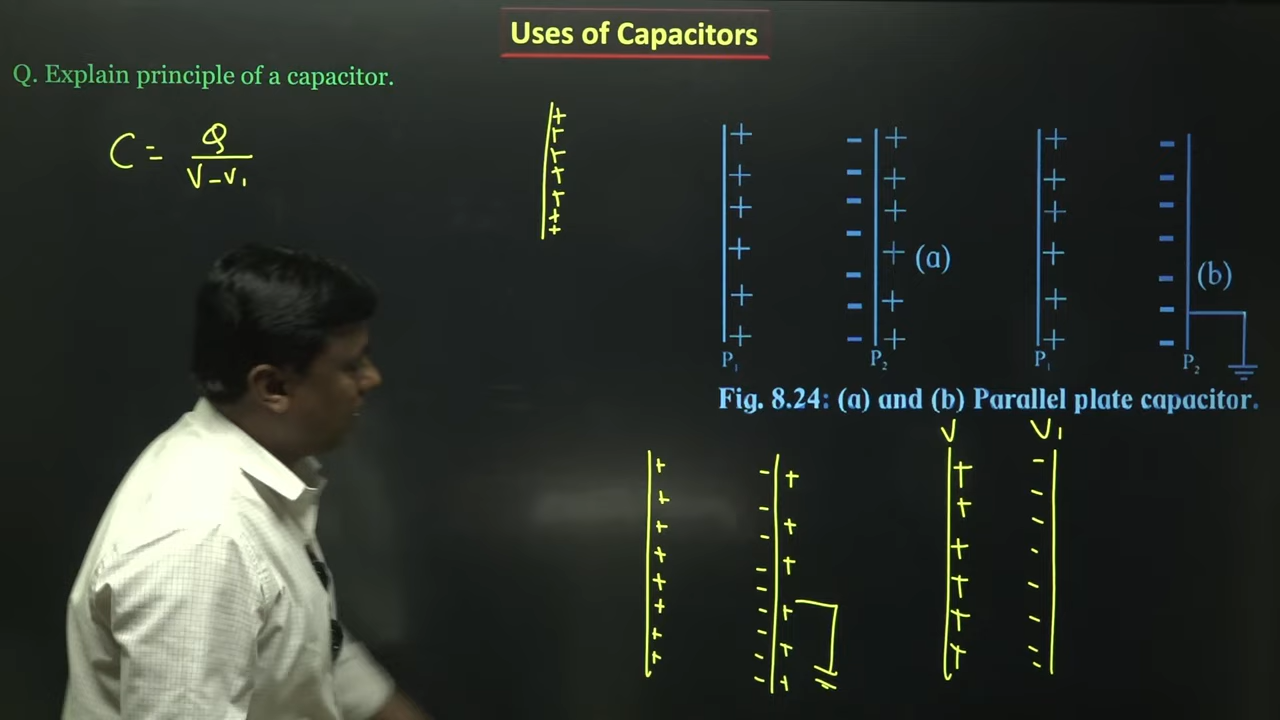 Uses of Capacitors
Q. Explain principle of a capacitor.
C = Q / V - V₁
+ + + + + + +
+ + + + + +
- - - - - - -
+ + + + + +
(a)
+ + + + + +
- - - - - - -
(b)
P₁
P₂
P₁
P₂
Fig. 8.24: (a) and (b) Parallel plate capacitor.
V
V₁
+ + + + + + + +
- - - - - - - - -
+ + + + + +
+ + + + + +
- - - - - - - -